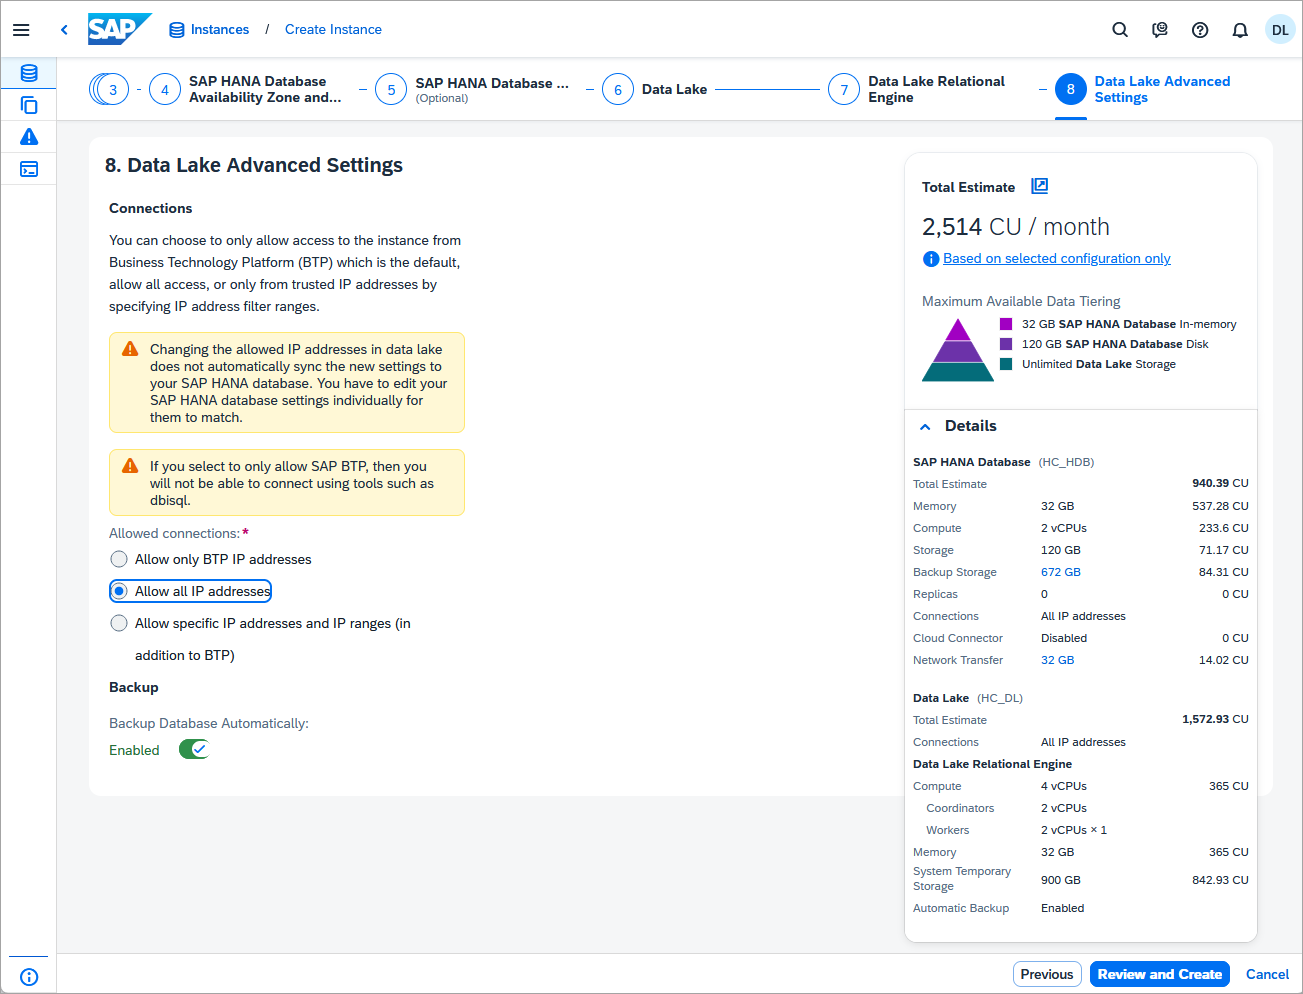 SAP Instances / Create Instance DL
3 4 SAP HANA Database Availability Zone and... 5 SAP HANA Database ... (Optional) 6 Data Lake 7 Data Lake Relational Engine 8 Data Lake Advanced Settings
8. Data Lake Advanced Settings
Connections
You can choose to only allow access to the instance from
Business Technology Platform (BTP) which is the default,
allow all access, or only from trusted IP addresses by
specifying IP address filter ranges.
Changing the allowed IP addresses in data lake
does not automatically sync the new settings to
your SAP HANA database. You have to edit your
SAP HANA database settings individually for
them to match.
If you select to only allow SAP BTP, then you
will not be able to connect using tools such as
dbisql.
Allowed connections: *
Allow only BTP IP addresses
Allow all IP addresses
Allow specific IP addresses and IP ranges (in
addition to BTP)
Backup
Backup Database Automatically:
Enabled
Total Estimate
2,514 CU / month
Based on selected configuration only
Maximum Available Data Tiering
32 GB SAP HANA Database In-memory
120 GB SAP HANA Database Disk
Unlimited Data Lake Storage
Details
SAP HANA Database (HC_HDB)
Total Estimate 940.39 CU
Memory 32 GB 537.28 CU
Compute 2 vCPUs 233.6 CU
Storage 120 GB 71.17 CU
Backup Storage 672 GB 84.31 CU
Replicas 0 0 CU
Connections All IP addresses
Cloud Connector Disabled 0 CU
Network Transfer 32 GB 14.02 CU
Data Lake (HC_DL)
Total Estimate 1,572.93 CU
Connections All IP addresses
Data Lake Relational Engine
Compute 4 vCPUs 365 CU
Coordinators 2 vCPUs
Workers 2 vCPUs × 1
Memory 32 GB 365 CU
System Temporary
Storage 900 GB 842.93 CU
Automatic Backup Enabled
Previous Review and Create Cancel